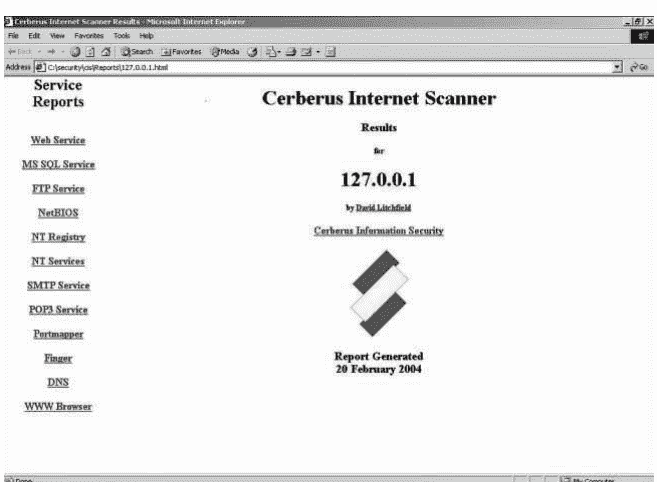 Cerberus Internet Scanner Results - Microsoft Internet Explorer
File Edit View Favorites Tools Help
Search Favorites Media
Address C:\security\cis\Reports\127.0.0.1.html Go
Service
Reports
Web Service
MS SQL Service
FTP Service
NetBIOS
NT Registry
NT Services
SMTP Service
POP3 Service
Portmapper
Finger
DNS
WWW Browser
Cerberus Internet Scanner
Results
for
127.0.0.1
by David Litchfield
Cerberus Information Security
Report Generated
20 February 2004
Done
My Computer